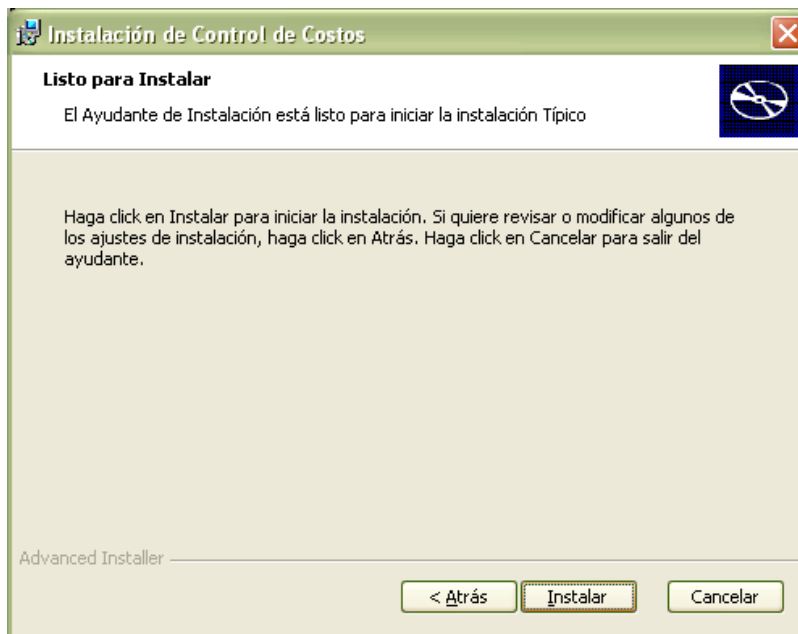 Instalación de Control de Costos
Listo para Instalar
El Ayudante de Instalación está listo para iniciar la instalación Típico
Haga click en Instalar para iniciar la instalación. Si quiere revisar o modificar algunos de
los ajustes de instalación, haga click en Atrás. Haga click en Cancelar para salir del
ayudante.
Advanced Installer
< Atrás Instalar Cancelar